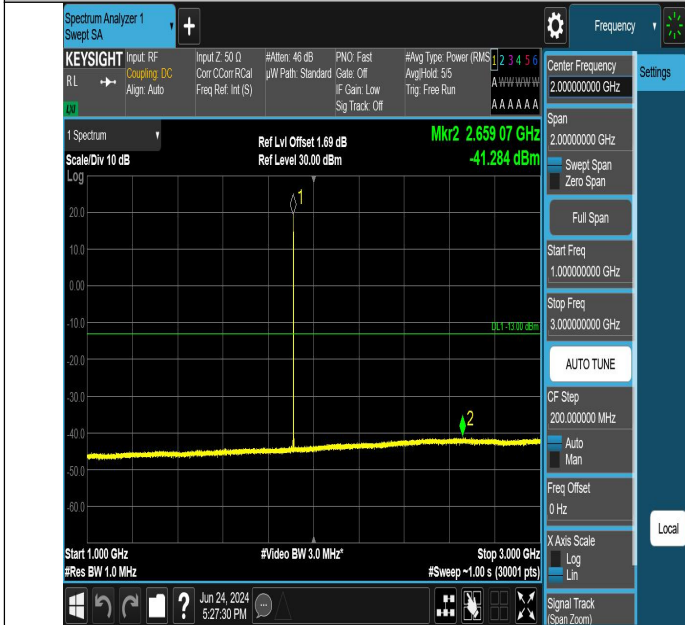 Spectrum Analyzer 1
Swept SA
+
Frequency
KEYSIGHT
RL
LXI
Input: RF
Coupling: DC
Align: Auto
Input Z: 50 Ω
Corr CCorr RCal
Freq Ref: Int (S)
#Atten: 46 dB
µW Path: Standard
PNO: Fast
Gate: Off
IF Gain: Low
Sig Track: Off
#Avg Type: Power (RMS
Avg|Hold: 5/5
Trig: Free Run
1 2 3 4 5 6
A W W W W W
A A A A A A
1 Spectrum
Scale/Div 10 dB
Log
Ref Lvl Offset 1.69 dB
Ref Level 30.00 dBm
Mkr2 2.659 07 GHz
-41.284 dBm
1
20.0
10.0
0.00
-10.0
DL1 -13.00 dBm
-20.0
-30.0
-40.0
2
-50.0
-60.0
Start 1.000 GHz
#Res BW 1.0 MHz
#Video BW 3.0 MHz*
Stop 3.000 GHz
#Sweep ~1.00 s (30001 pts)
?
Jun 24, 2024
5:27:30 PM
Center Frequency
2.000000000 GHz
Span
2.00000000 GHz
Swept Span
Zero Span
Full Span
Start Freq
1.000000000 GHz
Stop Freq
3.000000000 GHz
AUTO TUNE
CF Step
200.000000 MHz
Auto
Man
Freq Offset
0 Hz
X Axis Scale
Log
Lin
Signal Track
(Span Zoom)
Settings
Local